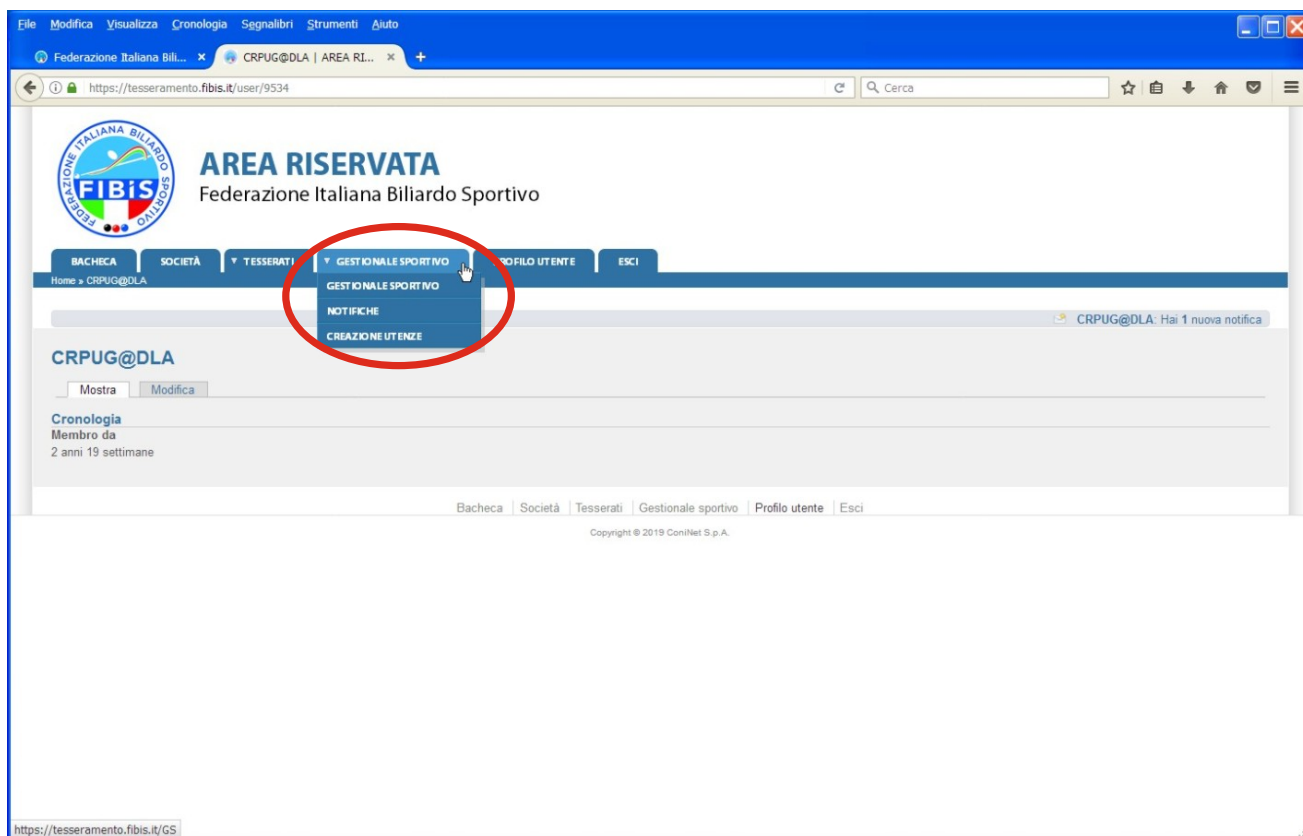 File Modifica Visualizza Cronologia Segnalibri Strumenti Aiuto
Federazione Italiana Bili... × CRPUG@DLA | AREA RI... × +
https://tesseramento.fibis.it/user/9534 Cerca
FEDERAZIONE ITALIANA BILIARDO SPORTIVO
FIBiS
AREA RISERVATA
Federazione Italiana Biliardo Sportivo
BACHECA SOCIETÀ TESSERATI GESTIONALE SPORTIVO PROFILO UTENTE ESCI
Home » CRPUG@DLA
GESTIONALE SPORTIVO
NOTIFICHE
CREAZIONE UTENZE
CRPUG@DLA: Hai 1 nuova notifica
CRPUG@DLA
Mostra Modifica
Cronologia
Membro da
2 anni 19 settimane
Bacheca Società Tesserati Gestionale sportivo Profilo utente Esci
Copyright © 2019 ConiNet S.p.A.
https://tesseramento.fibis.it/GS